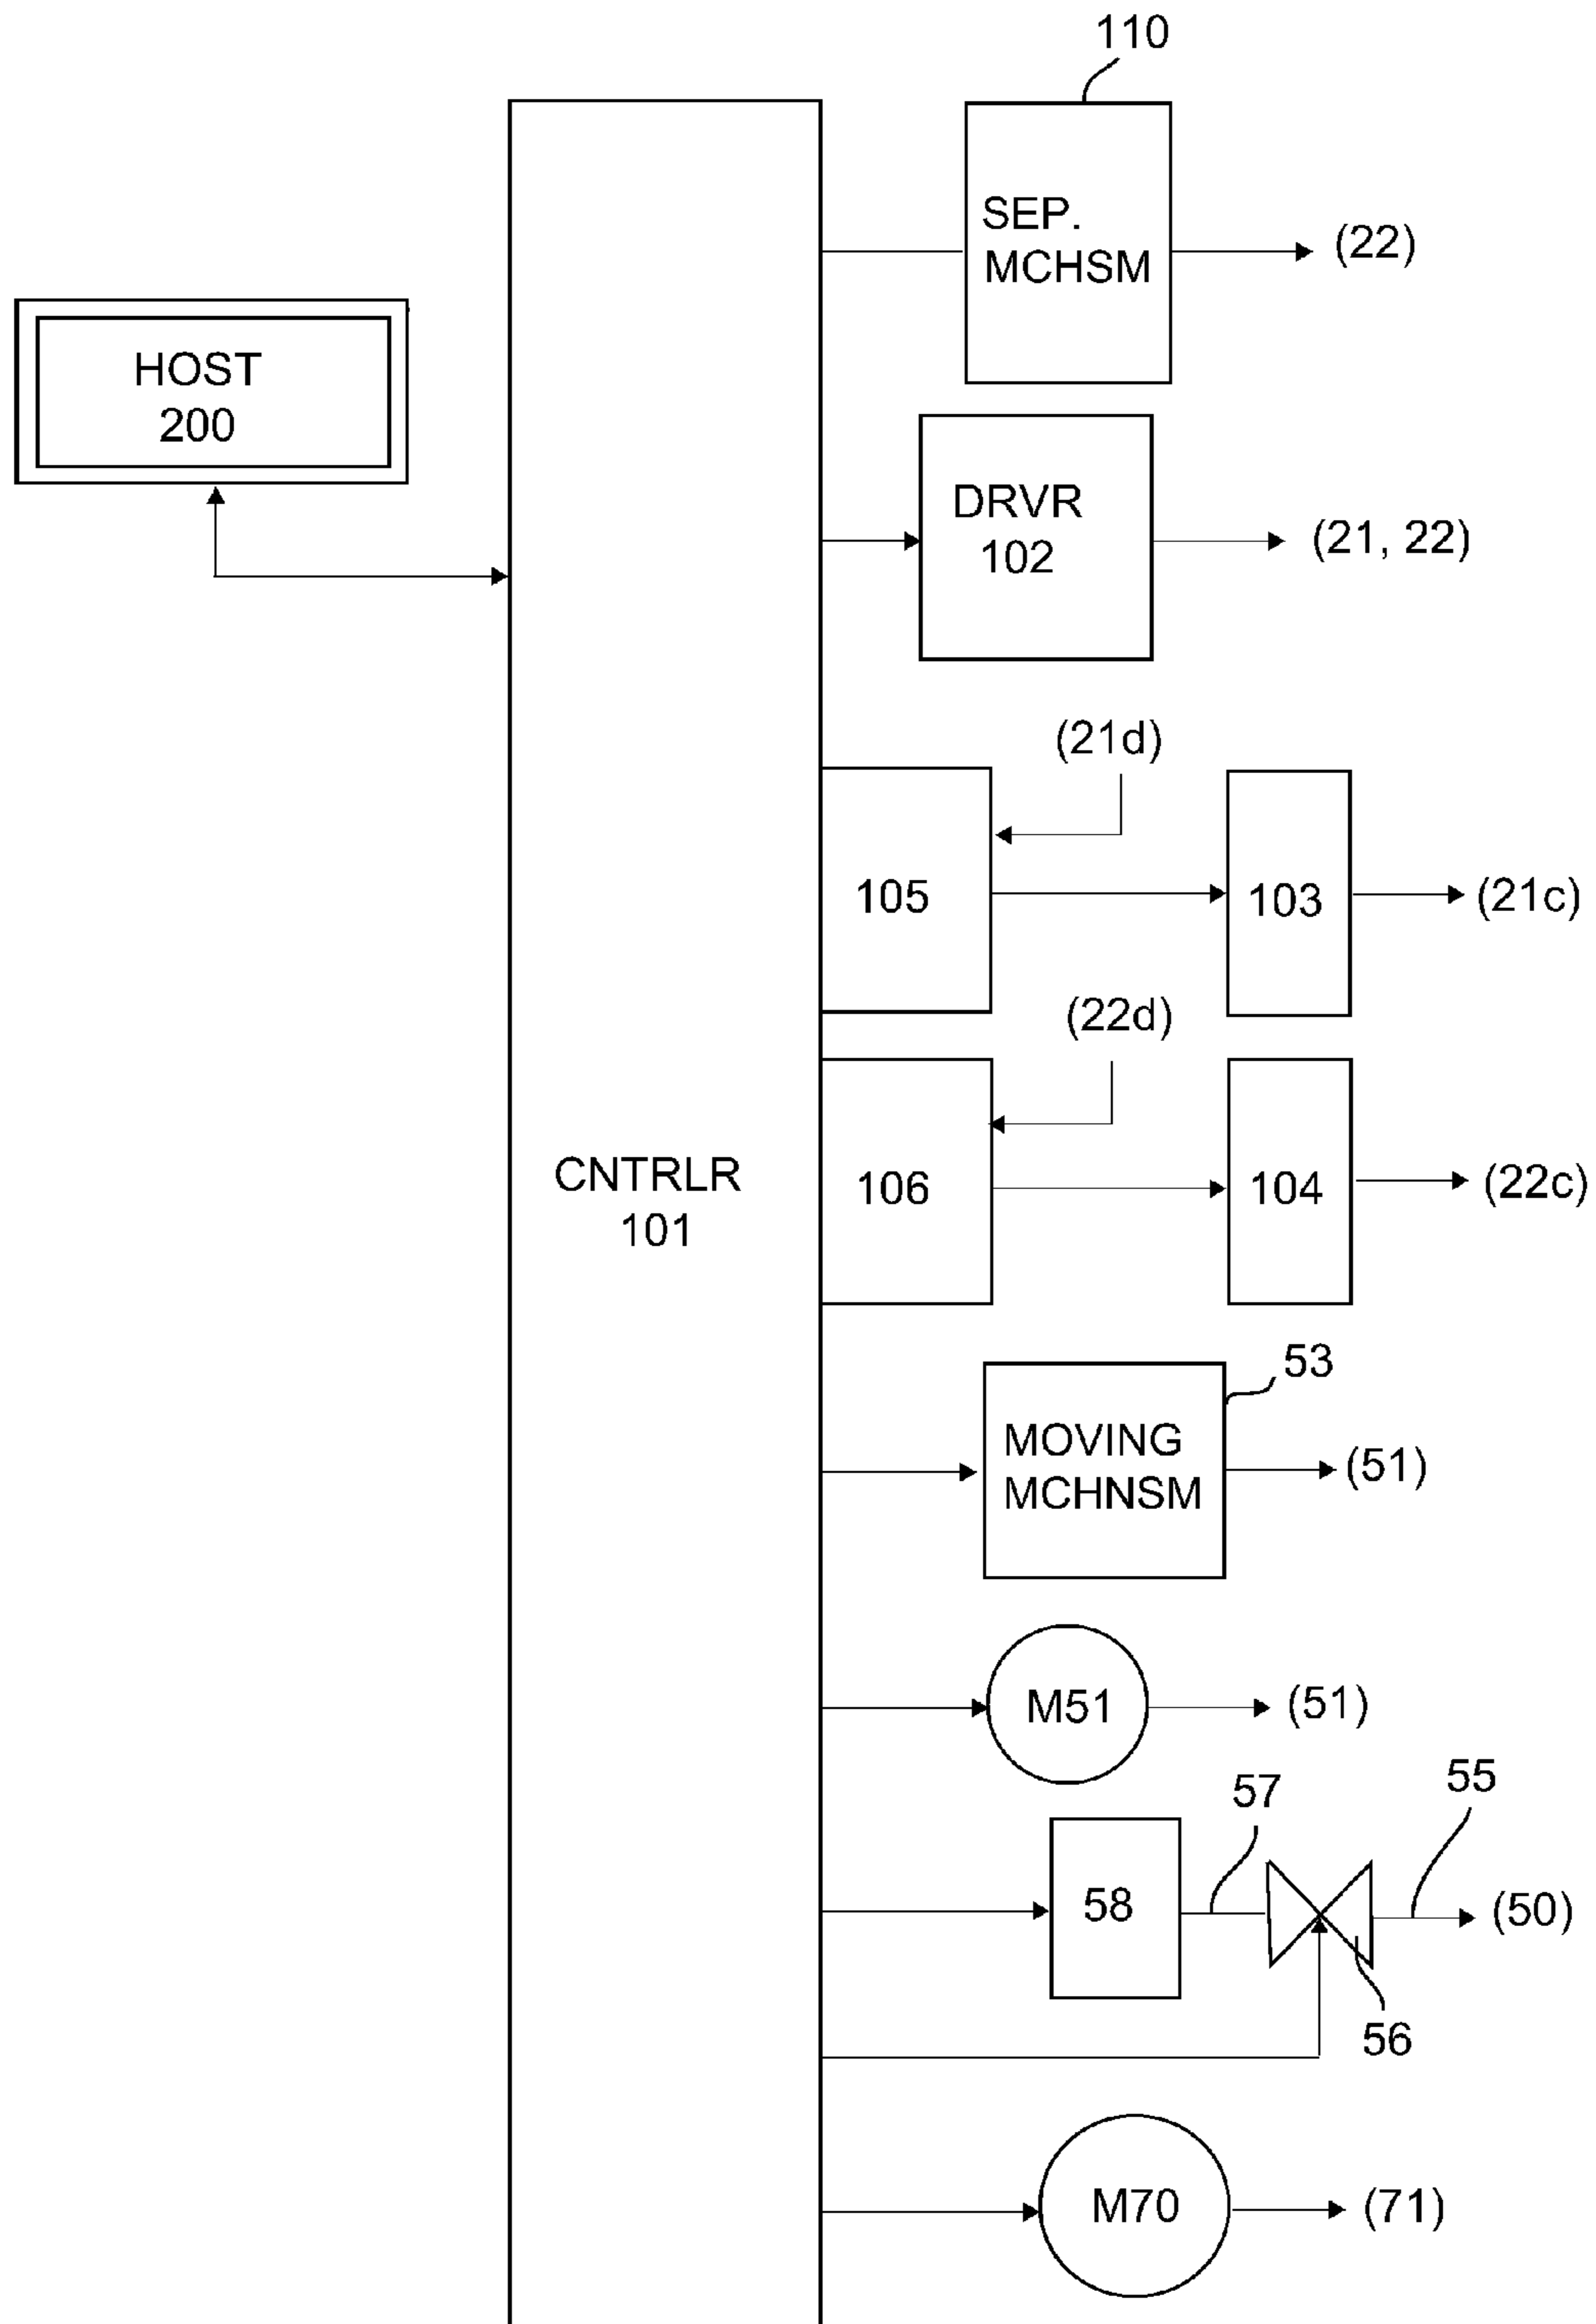 110
SEP.
MCHSM
(22)
HOST
200
DRVR
102
(21, 22)
(21d)
105
103
(21c)
(22d)
CNTRLR
101
106
104
(22c)
53
MOVING
MCHNSM
(51)
M51
(51)
57
55
58
(50)
56
M70
(71)